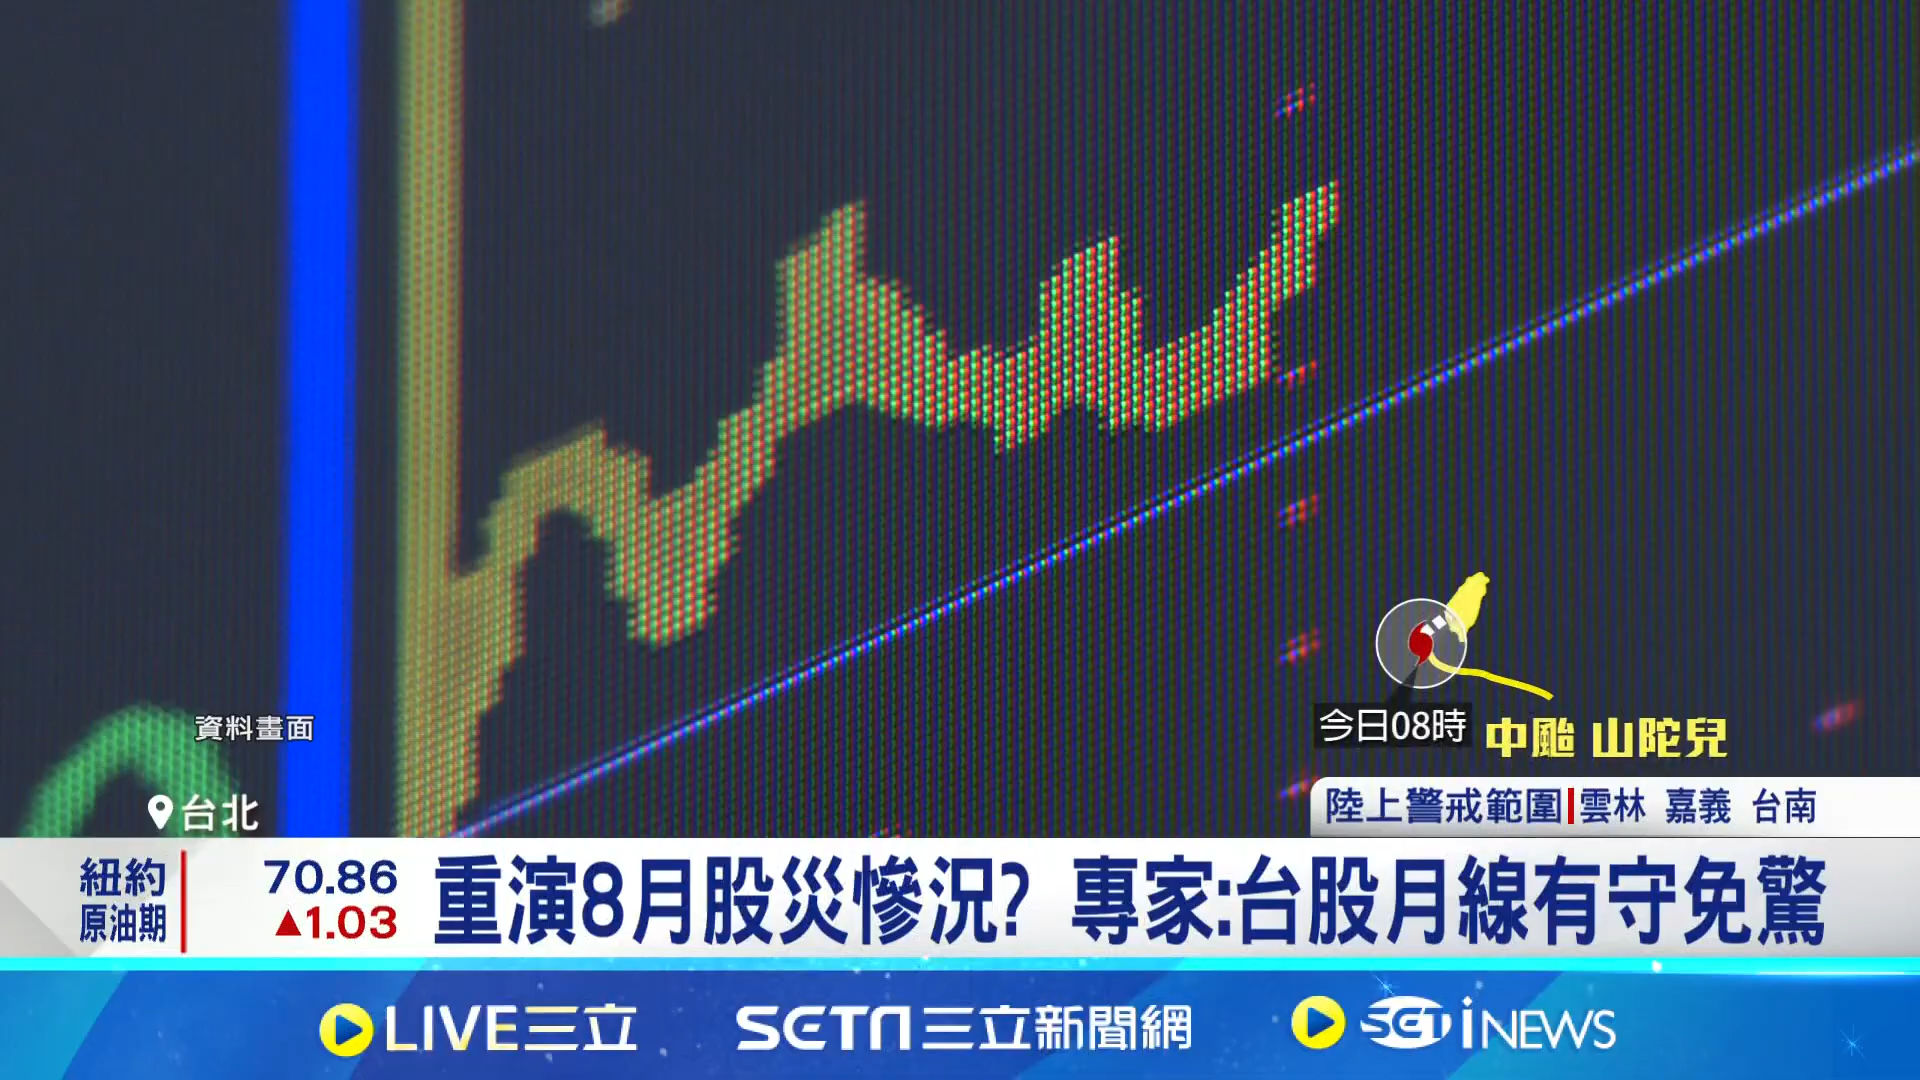 資料畫面
台北
今日08時
中颱 山陀兒
陸上警戒範圍 雲林 嘉義 台南
紐約
原油期
70.86
▲1.03
重演8月股災慘況? 專家:台股月線有守免驚
LIVE三立
SETN三立新聞網
SET iNEWS